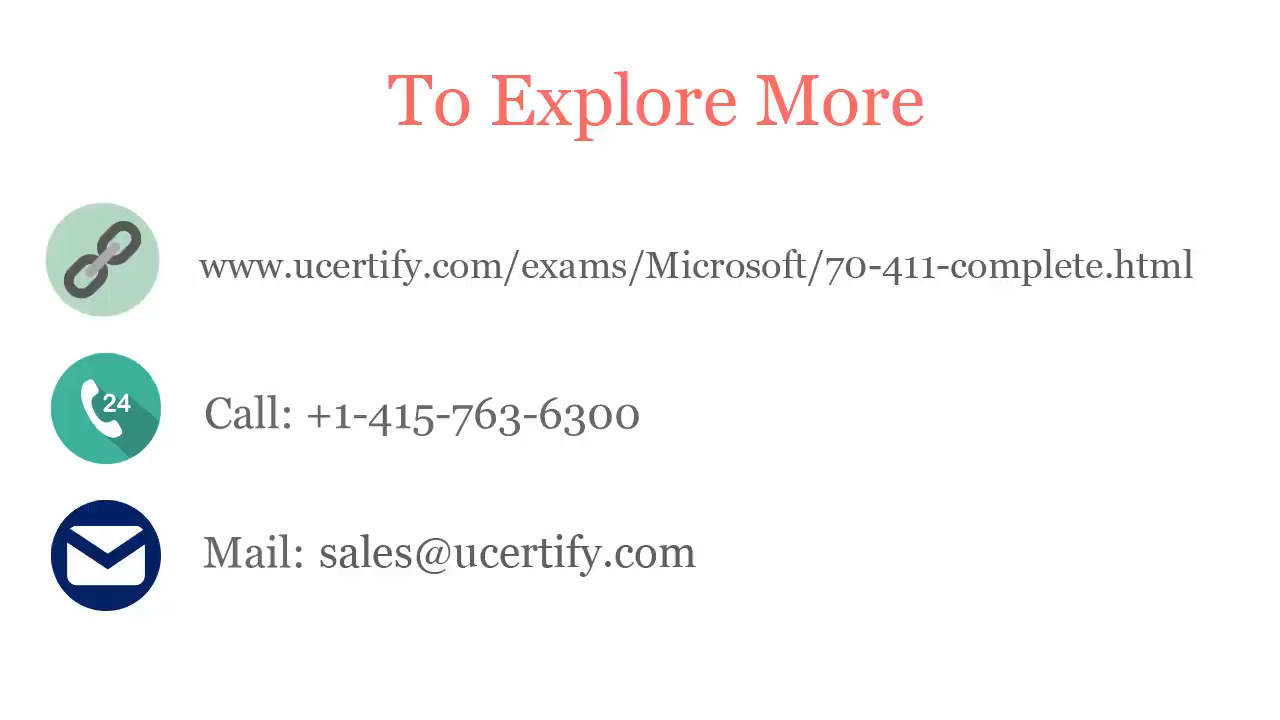 To Explore More
www.ucertify.com/exams/Microsoft/70-411-complete.html
24
Call: +1-415-763-6300
Mail: sales@ucertify.com